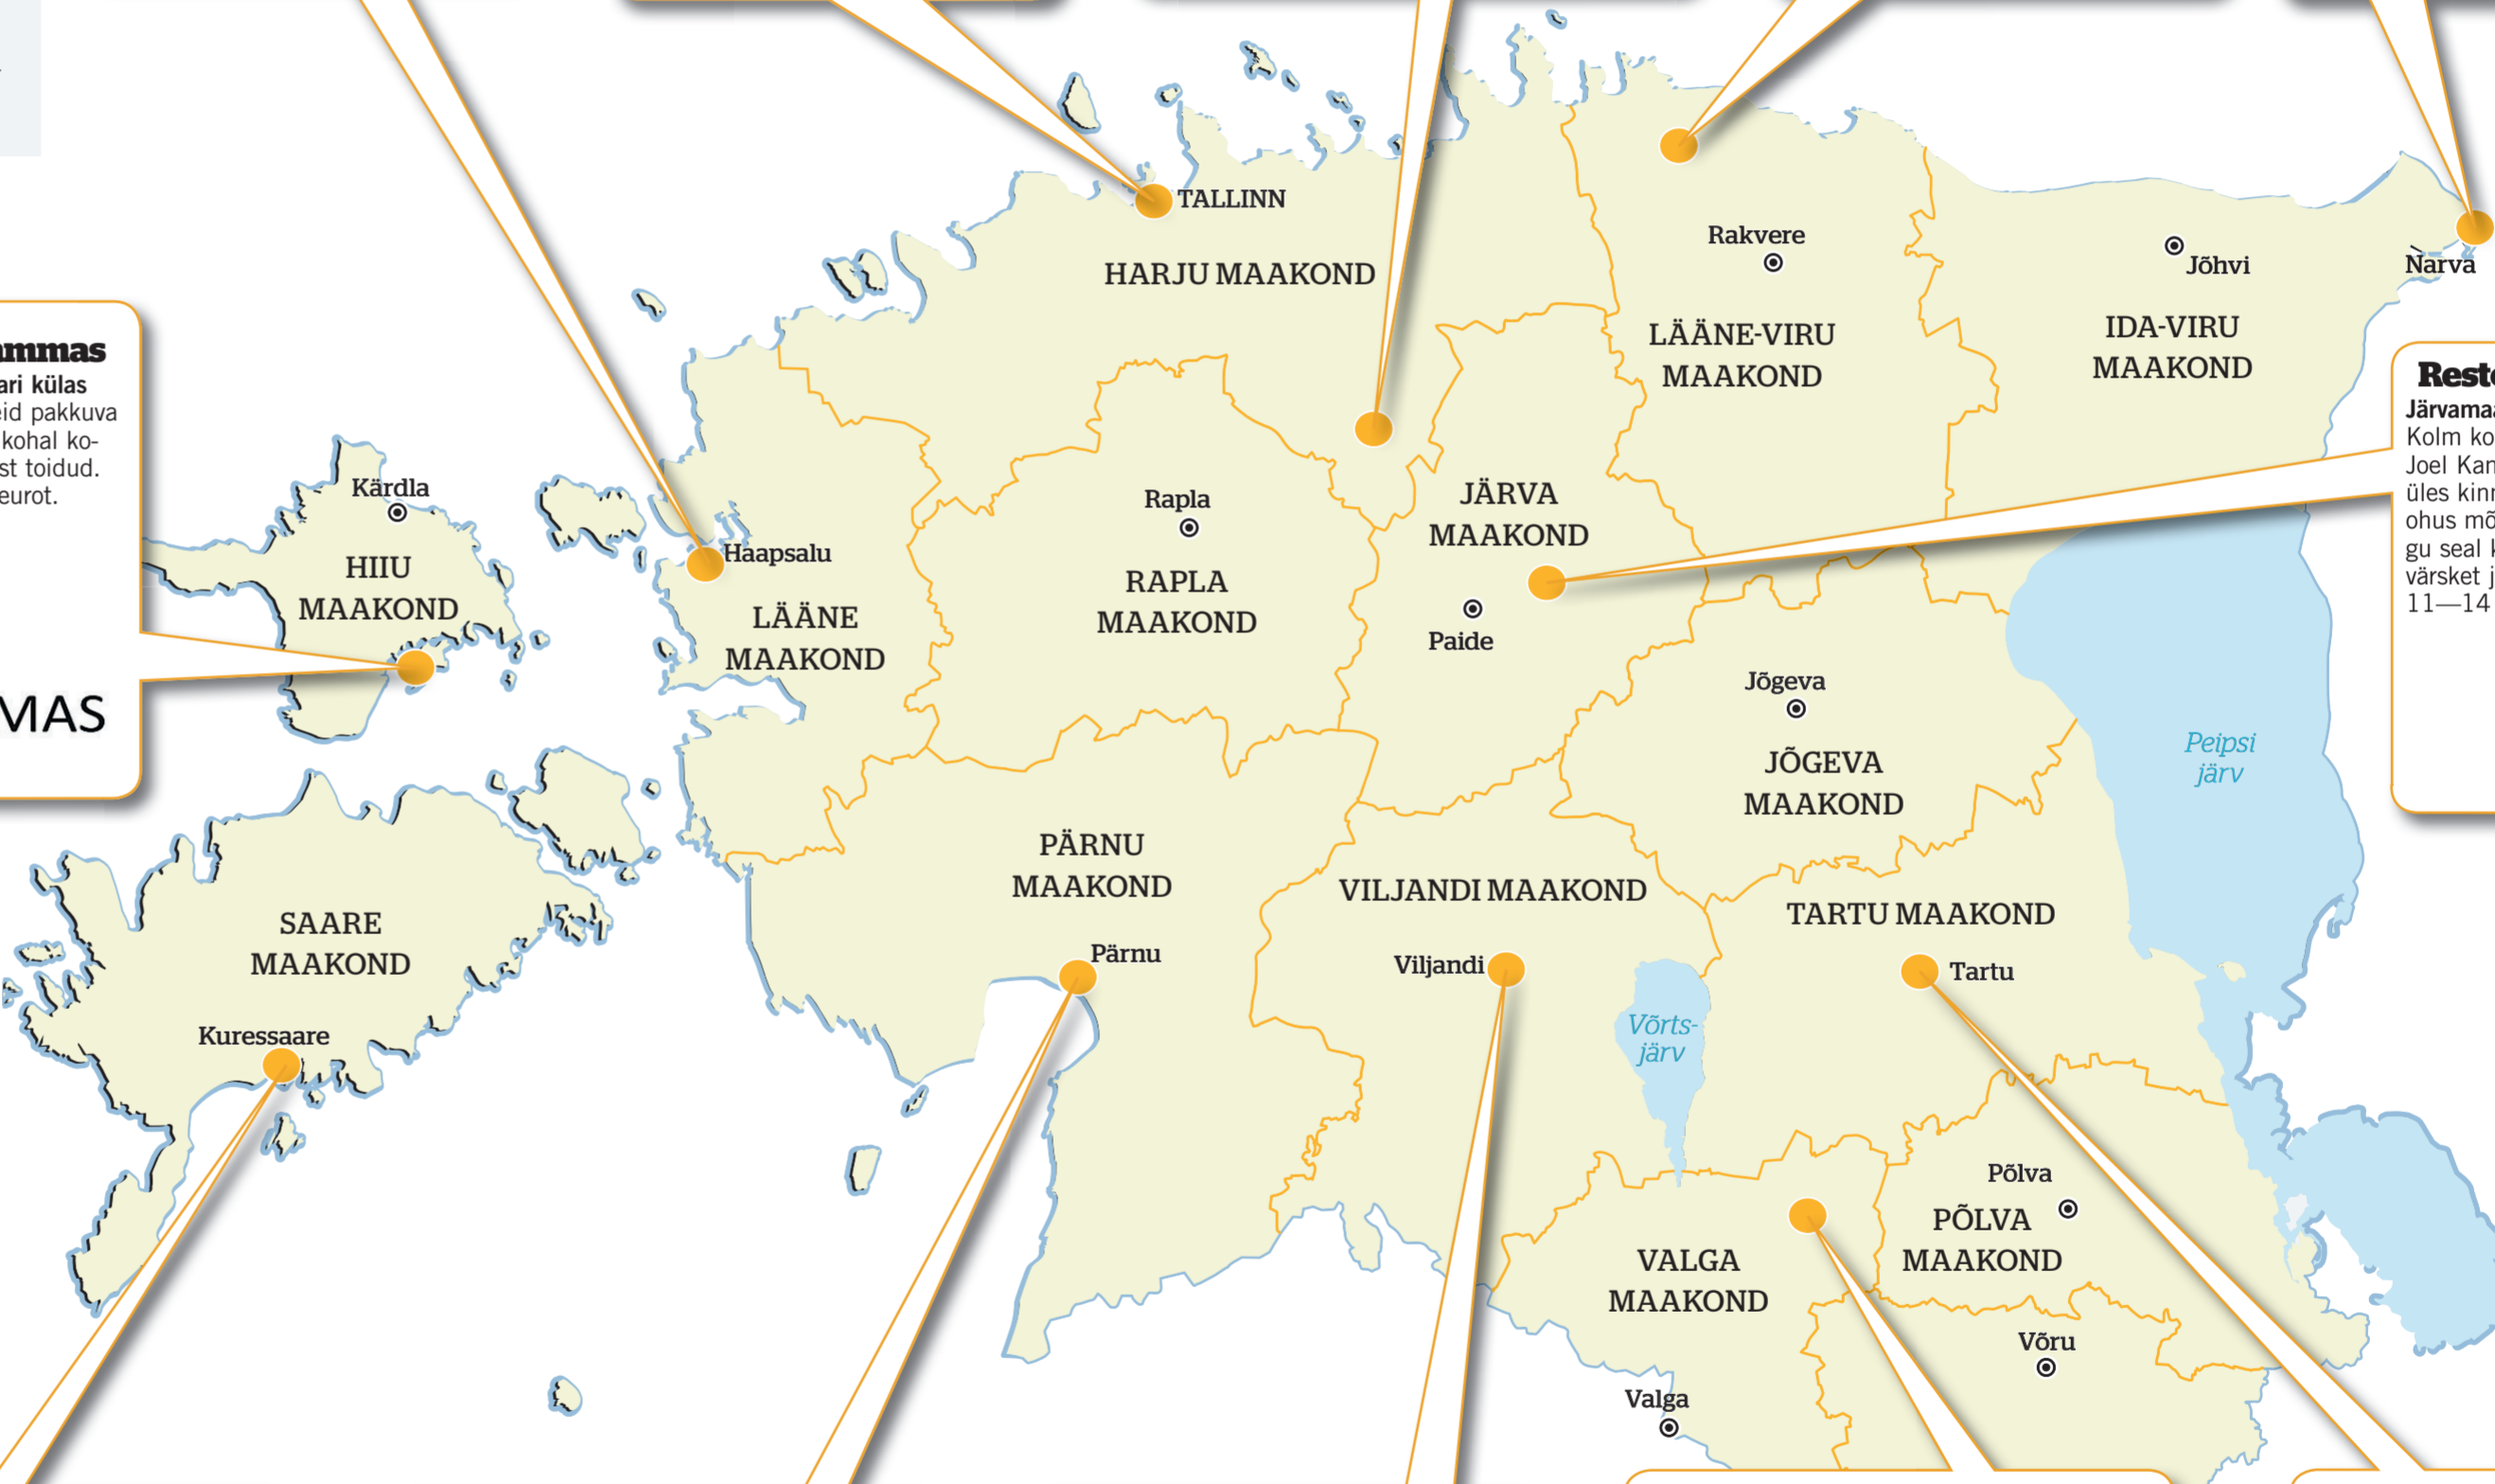 TALLINN
HARJU MAAKOND
Rakvere
LÄÄNE-VIRU
MAAKOND
Jõhvi
IDA-VIRU
MAAKOND
Narva
ammas
ari külas
eid pakkuva
kohal ko-
st toidud.
eurot.
MAS
Resto
Järvamaa
Kolm ko
Joel Kan
üles kinn
ohus mõ
gu seal k
värsket j
11—14
Kärdla
HIIU
MAAKOND
Haapsalu
LÄÄNE
MAAKOND
Rapla
RAPLA
MAAKOND
JÄRVA
MAAKOND
Paide
Jõgeva
JÕGEVA
MAAKOND
Peipsi
järv
SAARE
MAAKOND
Kuressaare
PÄRNU
MAAKOND
Pärnu
VILJANDI MAAKOND
Viljandi
Võrts-
järv
TARTU MAAKOND
Tartu
Põlva
PÕLVA
MAAKOND
VALGA
MAAKOND
Valga
Võru